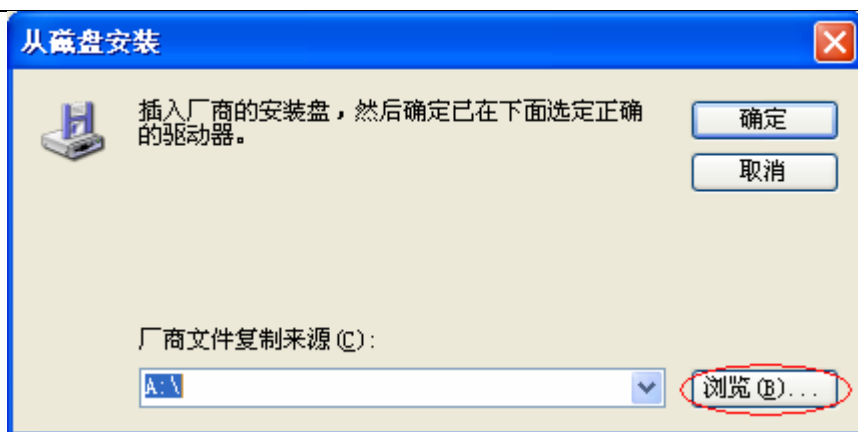 从磁盘安装
插入厂商的安装盘，然后确定已在下面选定正确
的驱动器。
确定
取消
厂商文件复制来源(C):
A:\
浏览(B)...